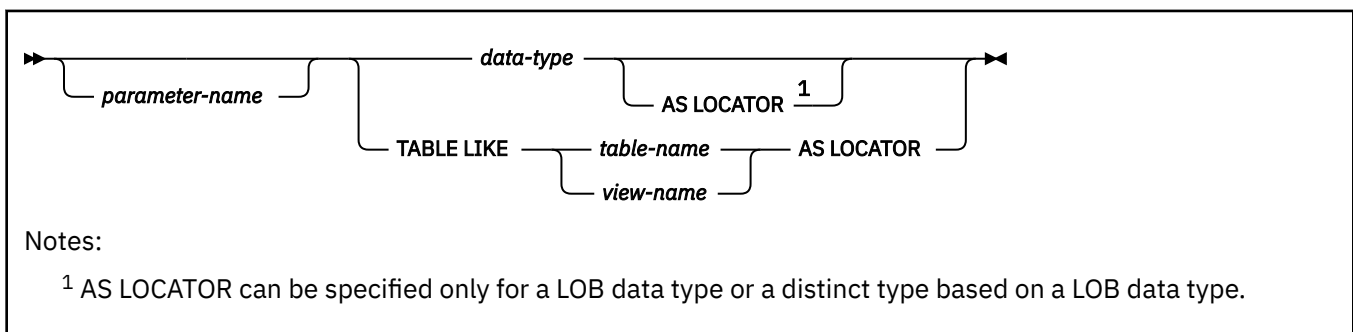 data-type
parameter-name
AS LOCATOR 1
TABLE LIKE table-name AS LOCATOR
view-name
Notes:
1 AS LOCATOR can be specified only for a LOB data type or a distinct type based on a LOB data type.